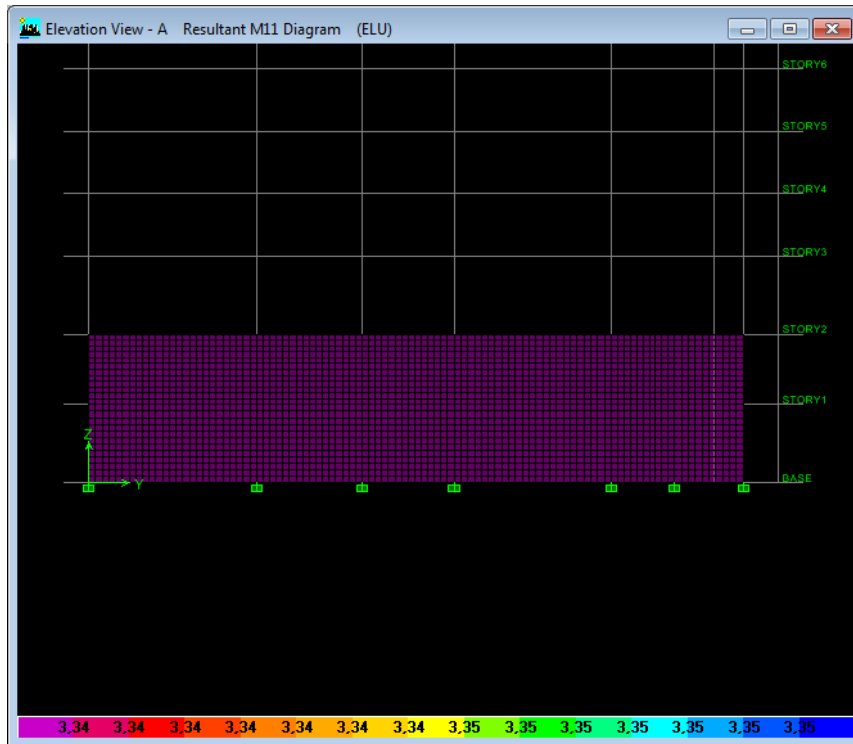 Elevation View - A Resultant M11 Diagram (ELU)
STORY6
STORY5
STORY4
STORY3
STORY2
STORY1
Z
Y
BASE
3,34 3,34 3,34 3,34 3,34 3,34 3,34 3,35 3,35 3,35 3,35 3,35 3,35 3,35